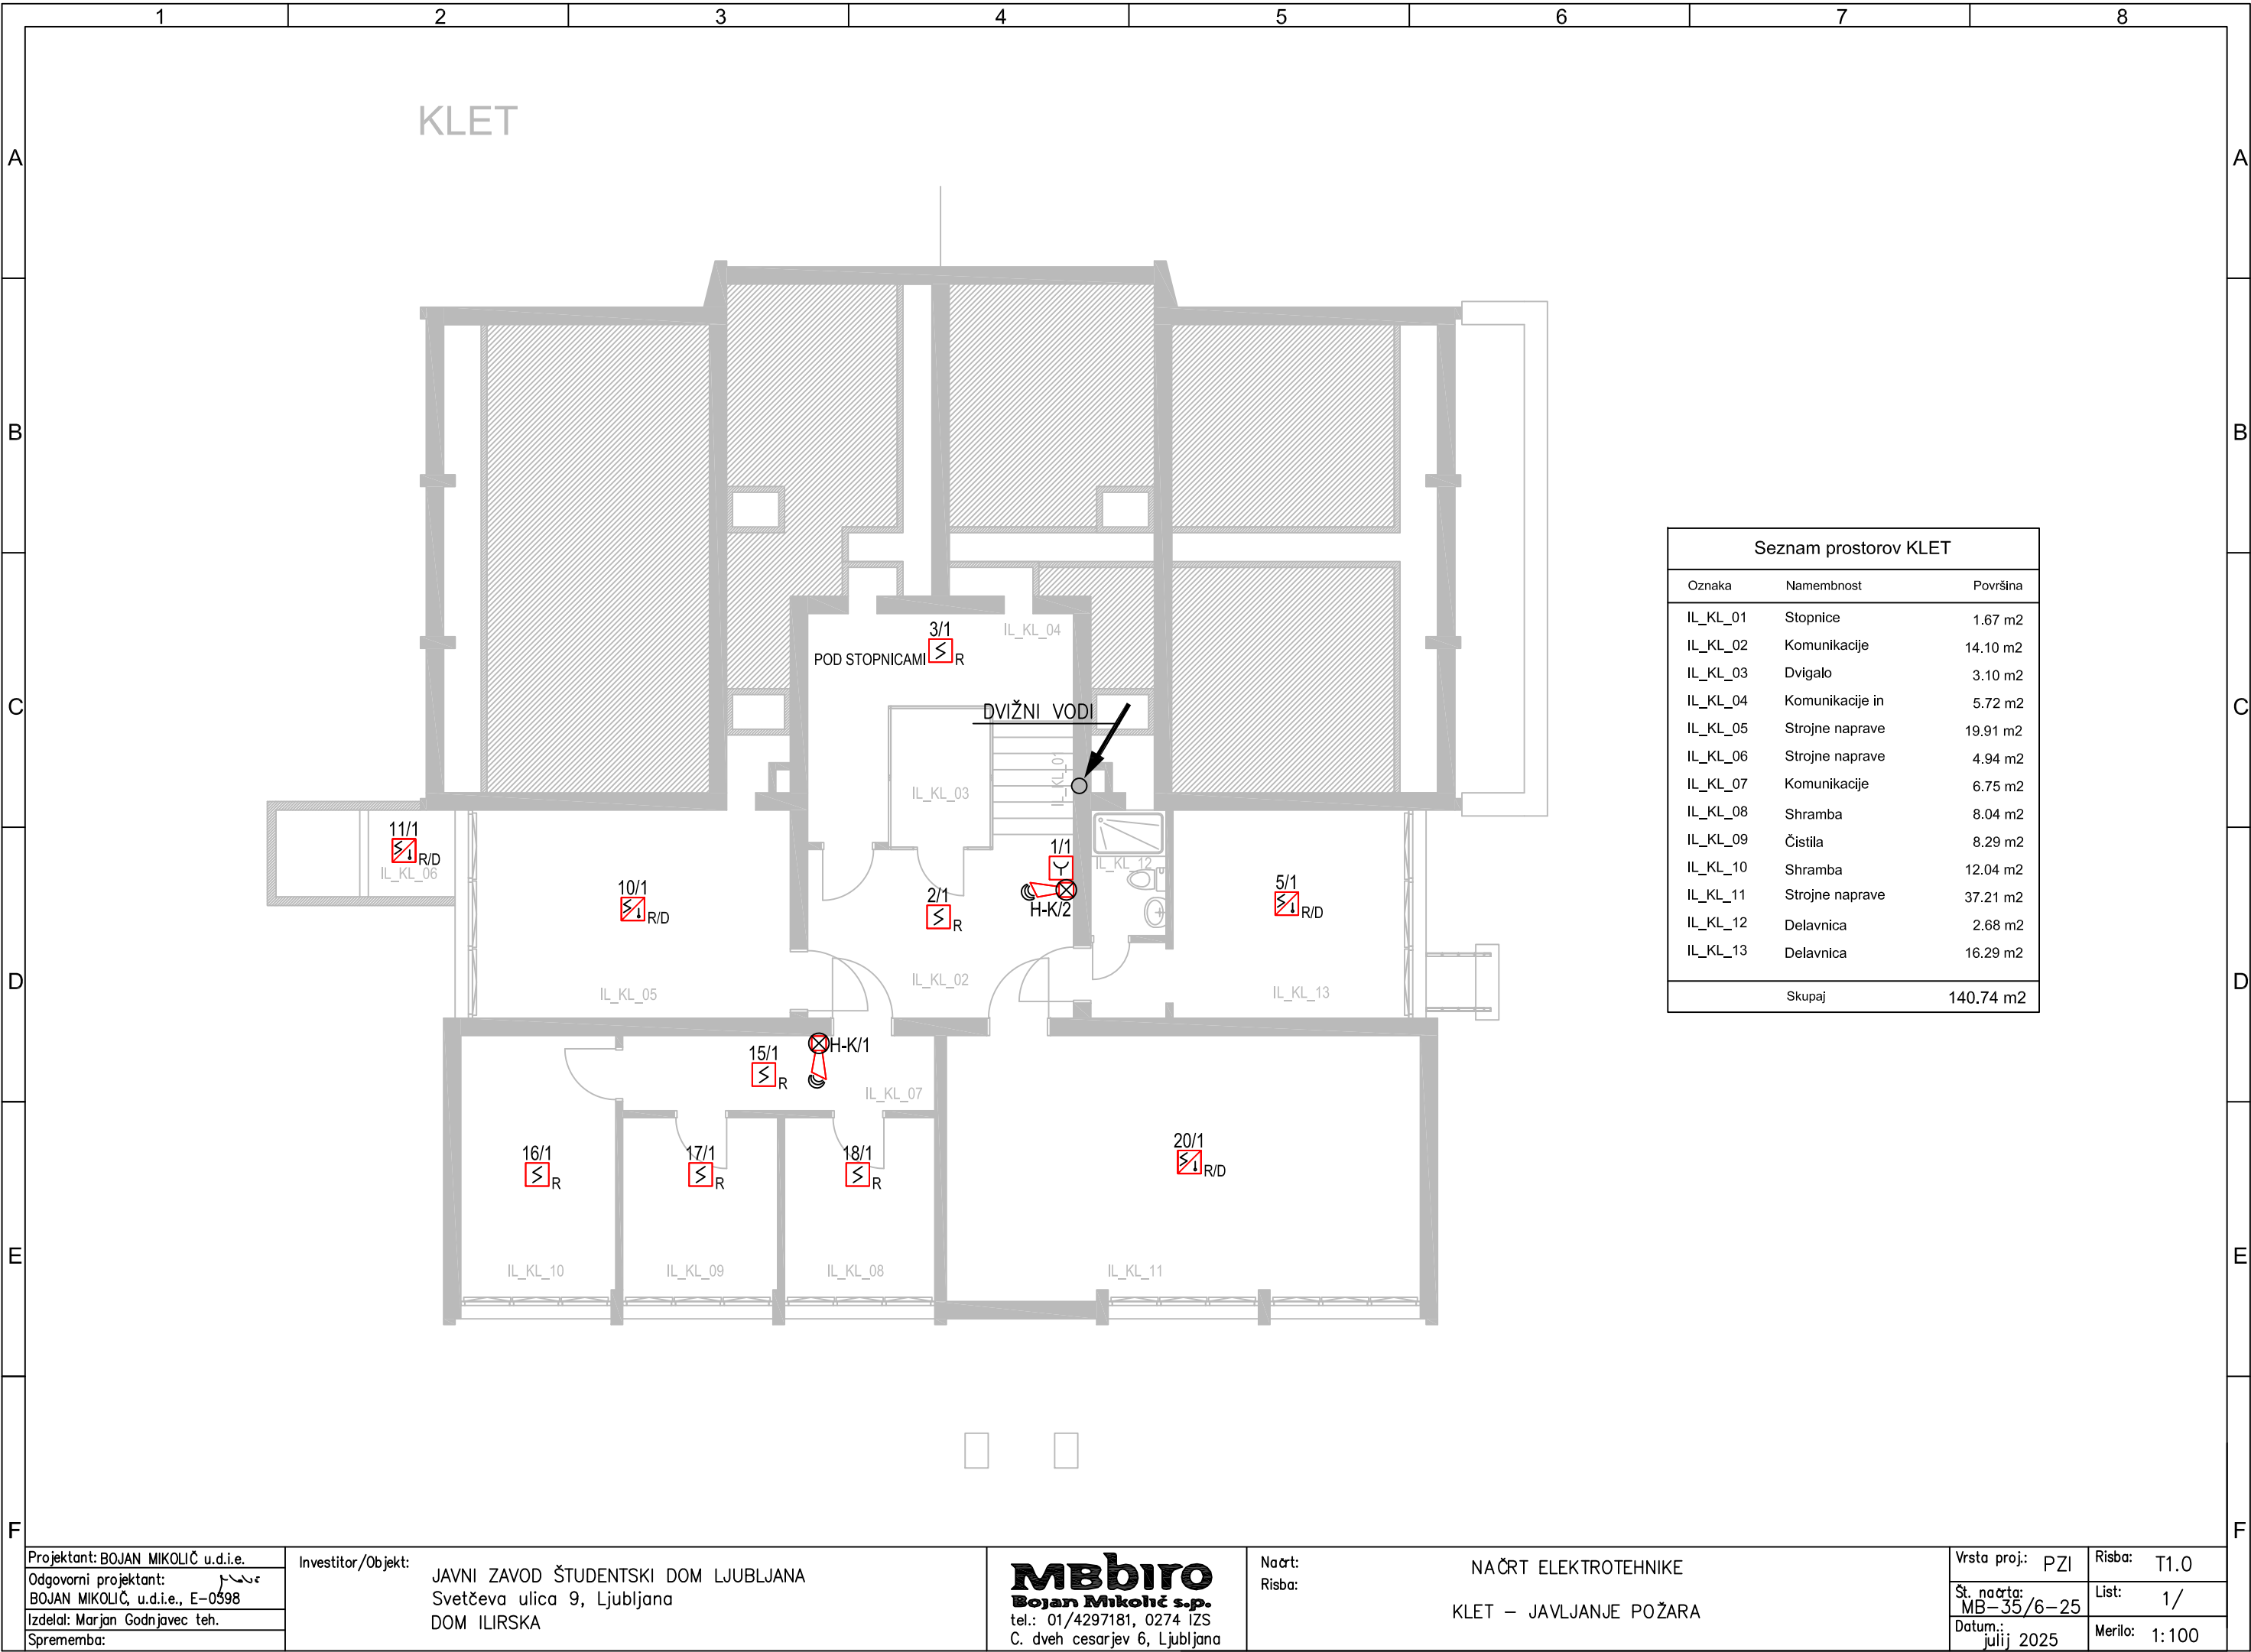 1 2 3 4 5 6 7 8
KLET
A A
B B
C C
D D
E E
F F
3/1
IL_KL_04
POD STOPNICAMI
R
DVIŽNI VODI
IL_KL_01
IL_KL_03
11/1
R/D
IL_KL_06
10/1
R/D
IL_KL_05
1/1
H-K/2
2/1
R
IL_KL_02
IL_KL_12
5/1
R/D
IL_KL_13
H-K/1
15/1
R
IL_KL_07
16/1
R
IL_KL_10
17/1
R
IL_KL_09
18/1
R
IL_KL_08
20/1
R/D
IL_KL_11
Seznam prostorov KLET
Oznaka Namembnost Površina
IL_KL_01 Stopnice 1.67 m2
IL_KL_02 Komunikacije 14.10 m2
IL_KL_03 Dvigalo 3.10 m2
IL_KL_04 Komunikacije in 5.72 m2
IL_KL_05 Strojne naprave 19.91 m2
IL_KL_06 Strojne naprave 4.94 m2
IL_KL_07 Komunikacije 6.75 m2
IL_KL_08 Shramba 8.04 m2
IL_KL_09 Čistila 8.29 m2
IL_KL_10 Shramba 12.04 m2
IL_KL_11 Strojne naprave 37.21 m2
IL_KL_12 Delavnica 2.68 m2
IL_KL_13 Delavnica 16.29 m2
Skupaj 140.74 m2
Projektant: BOJAN MIKOLIČ u.d.i.e.
Odgovorni projektant:
BOJAN MIKOLIČ, u.d.i.e., E-0398
Izdelal: Marjan Godnjavec teh.
Sprememba:
Investitor/Objekt:
JAVNI ZAVOD ŠTUDENTSKI DOM LJUBLJANA
Svetčeva ulica 9, Ljubljana
DOM ILIRSKA
MBbiro
Bojan Mikolič s.p.
tel.: 01/4297181, 0274 IZS
C. dveh cesarjev 6, Ljubljana
Načrt: NAČRT ELEKTROTEHNIKE
Risba: KLET – JAVLJANJE POŽARA
Vrsta proj.: PZI
Št. načrta: MB-35/6-25
Datum.: julij 2025
Risba: T1.0
List: 1/
Merilo: 1:100